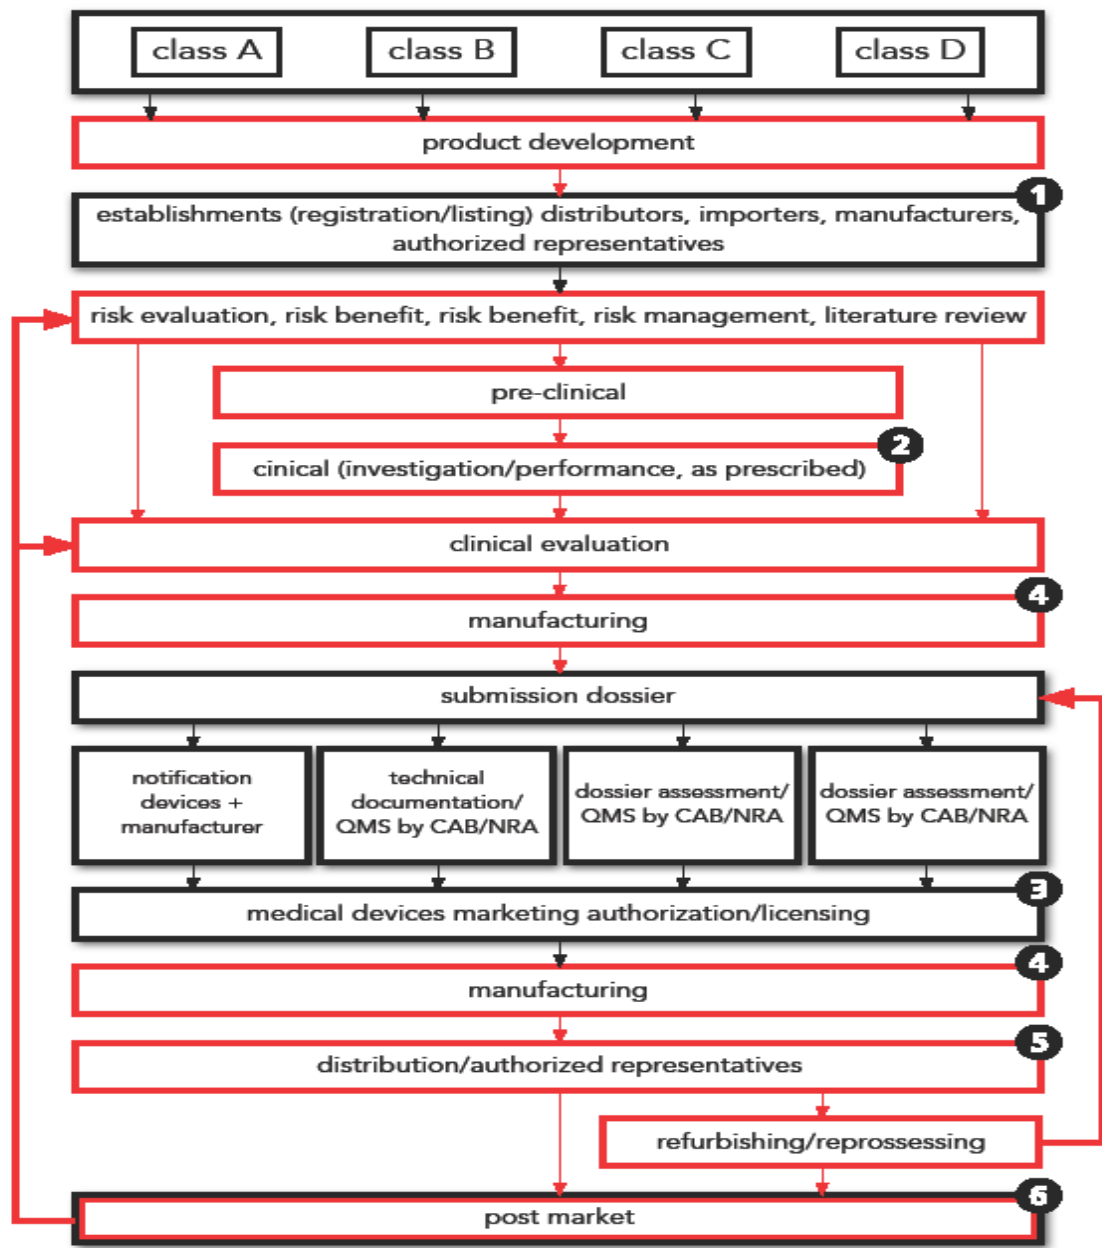 class A
class B
class C
class D
product development
1
establishments (registration/listing) distributors, importers, manufacturers,
authorized representatives
risk evaluation, risk benefit, risk benefit, risk management, literature review
pre-clinical
2
cinical (investigation/performance, as prescribed)
clinical evaluation
4
manufacturing
submission dossier
notification
devices +
manufacturer
technical
documentation/
QMS by CAB/NRA
dossier assessment/
QMS by CAB/NRA
dossier assessment/
QMS by CAB/NRA
3
medical devices marketing authorization/licensing
4
manufacturing
5
distribution/authorized representatives
refurbishing/reprossessing
6
post market